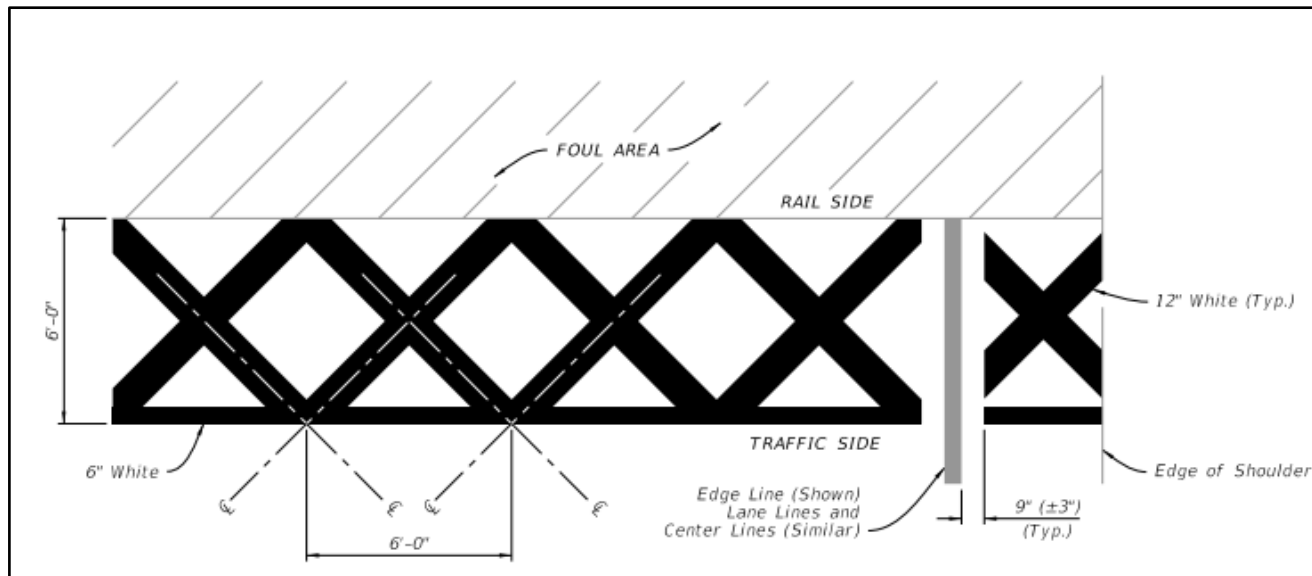 FOUL AREA
RAIL SIDE
6'-0"
12" White (Typ.)
TRAFFIC SIDE
6" White
Edge of Shoulder
Edge Line (Shown)
Lane Lines and
Center Lines (Similar)
9" (±3")
(Typ.)
℄
℄
℄
℄
6'-0"